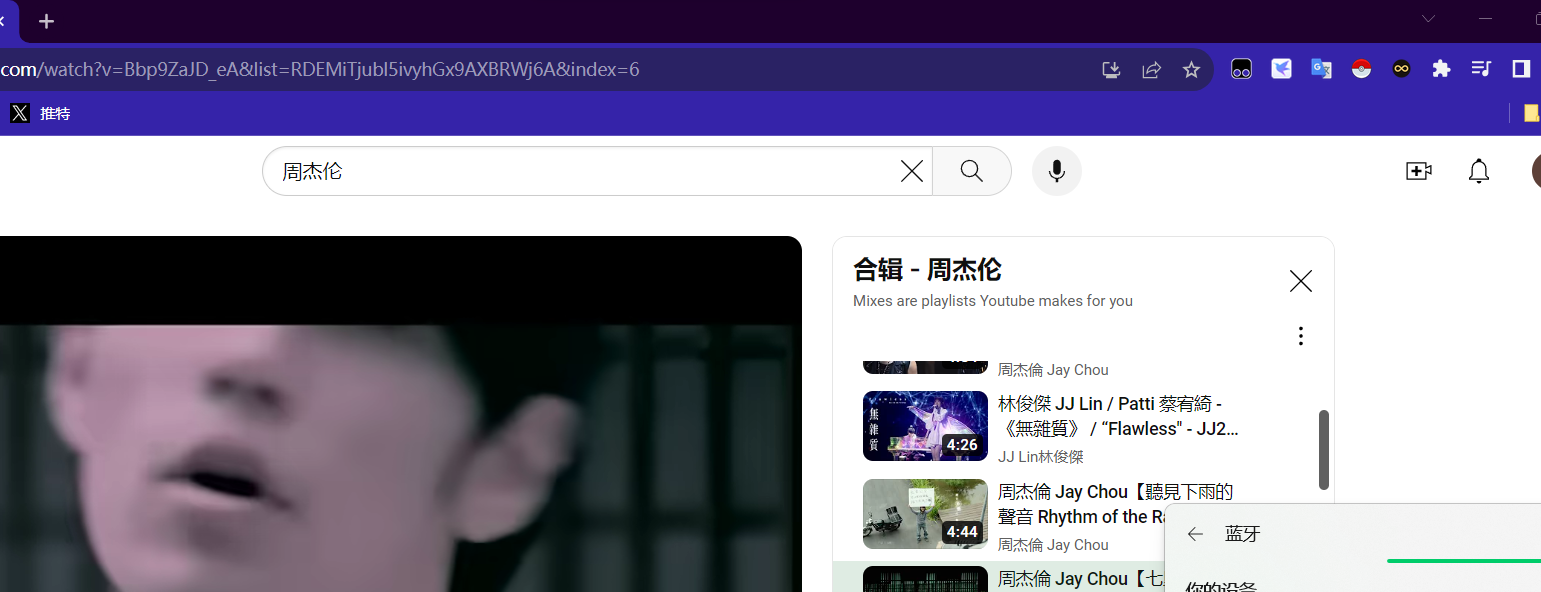 com/watch?v=Bbp9ZaJD_eA&list=RDEMiTjubl5ivyhGx9AXBRWj6A&index=6
推特
周杰伦
合辑 - 周杰伦
Mixes are playlists Youtube makes for you
周杰倫 Jay Chou
林俊傑 JJ Lin / Patti 蔡宥綺 -
《無雜質》 / “Flawless" - JJ2...
JJ Lin林俊傑
無雜質
4:26
周杰倫 Jay Chou【聽見下雨的
聲音 Rhythm of the
周杰倫 Jay Chou
4:44
周杰倫 Jay Chou【七
蓝牙
你的设备